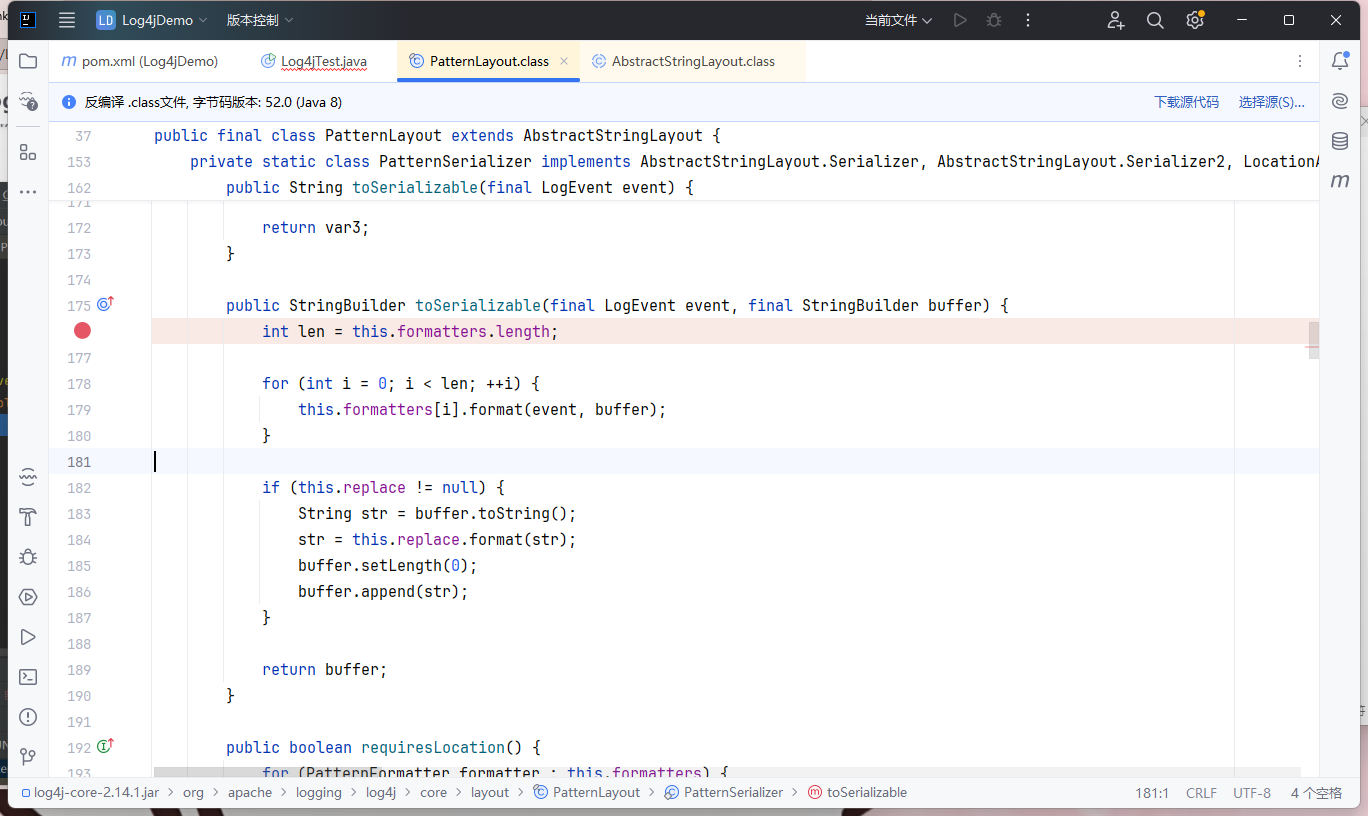 LD Log4jDemo 版本控制 当前文件
pom.xml (Log4jDemo) Log4jTest.java PatternLayout.class AbstractStringLayout.class
反编译 .class文件, 字节码版本: 52.0 (Java 8) 下载源代码 选择源(S)...
37 public final class PatternLayout extends AbstractStringLayout {
153 private static class PatternSerializer implements AbstractStringLayout.Serializer, AbstractStringLayout.Serializer2, LocationA
162 public String toSerializable(final LogEvent event) {
171
172 return var3;
173 }
174
175 public StringBuilder toSerializable(final LogEvent event, final StringBuilder buffer) {
int len = this.formatters.length;
177
178 for (int i = 0; i < len; ++i) {
179 this.formatters[i].format(event, buffer);
180 }
181
182 if (this.replace != null) {
183 String str = buffer.toString();
184 str = this.replace.format(str);
185 buffer.setLength(0);
186 buffer.append(str);
187 }
188
189 return buffer;
190 }
191
192 public boolean requiresLocation() {
193 for (PatternFormatter formatter : this.formatters) {
log4j-core-2.14.1.jar org apache logging log4j core layout PatternLayout PatternSerializer toSerializable 181:1 CRLF UTF-8 4 个空格